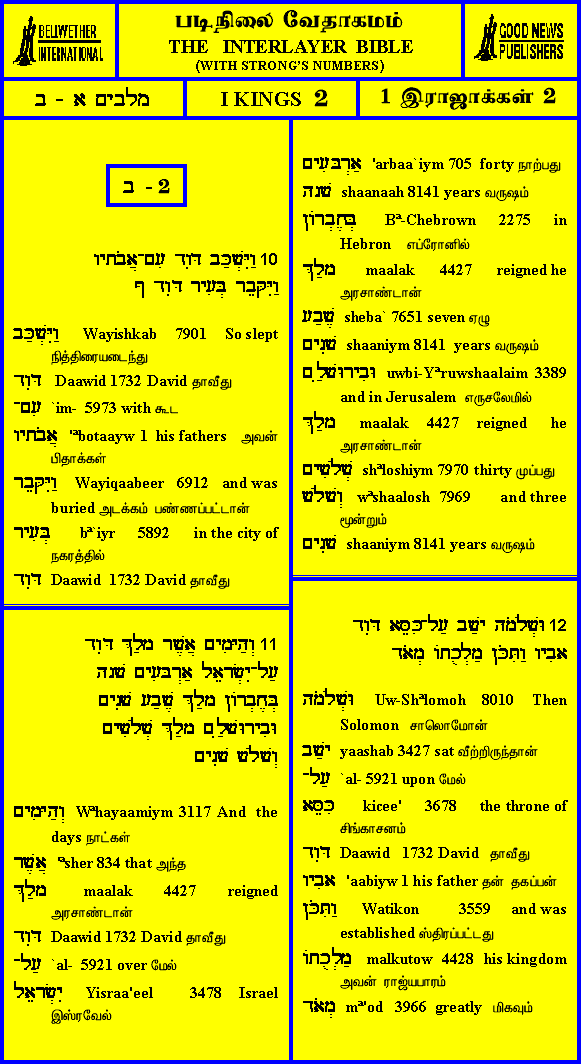 BELLWETHER
INTERNATIONAL
படிநிலை வேதாகமம்
THE INTERLAYER BIBLE
(WITH STRONG'S NUMBERS)
GOOD NEWS
PUBLISHERS
מלכים א - ב
I KINGS 2
1 இராஜாக்கள் 2
ב - 2
10 וַיִּשְׁכַּב דָּוִד עִם־אֲבֹתָיו
וַיִּקָּבֵר בְּעִיר דָּוִד ף
וַיִּשְׁכַּב Wayishkab 7901 So slept
நித்திரையடைந்து
דָּוִד Daawid 1732 David தாவீது
עִם־ `im- 5973 with கூட
אֲבֹתָיו 'ªbotaayw 1 his fathers அவன்
பிதாக்கள்
וַיִּקָּבֵר Wayiqaabeer 6912 and was
buried அடக்கம் பண்ணப்பட்டான்
בְּעִיר bª`iyr 5892 in the city of
நகரத்தில்
דָּוִד Daawid 1732 David தாவீது
11 וְהַיָּמִים אֲשֶׁר מָלַךְ דָּוִד
עַל־יִשְׂרָאֵל אַרְבָּעִים שָׁנָה
בְּחֶבְרוֹן מָלַךְ שֶׁבַע שָׁנִים
וּבִירוּשָׁלַ‍ִם מָלַךְ שְׁלֹשִׁים
וְשָׁלֹשׁ שָׁנִים
וְהַיָּמִים Wªhayaamiym 3117 And the
days நாட்கள்
אֲשֶׁר 'ªsher 834 that அந்த
מָלַךְ maalak 4427 reigned
அரசாண்டான்
דָּוִד Daawid 1732 David தாவீது
עַל־ `al- 5921 over மேல்
יִשְׂרָאֵל Yisraa'eel 3478 Israel
இஸ்ரவேல்
אַרְבָּעִים 'arbaa`iym 705 forty நாற்பது
שָׁנָה shaanaah 8141 years வருஷம்
בְּחֶבְרוֹן Bª-Chebrown 2275 in
Hebron எப்ரோனில்
מָלַךְ maalak 4427 reigned he
அரசாண்டான்
שֶׁבַע sheba` 7651 seven ஏழு
שָׁנִים shaaniym 8141 years வருஷம்
וּבִירוּשָׁלַ‍ִם uwbi-Yªruwshaalaim 3389
and in Jerusalem எருசலேமில்
מָלַךְ maalak 4427 reigned he
அரசாண்டான்
שְׁלֹשִׁים shªloshiym 7970 thirty முப்பது
וְשָׁלֹשׁ wªshaalosh 7969 and three
மூன்றும்
שָׁנִים shaaniym 8141 years வருஷம்
12 וּשְׁלֹמֹה יָשַׁב עַל־כִּסֵּא דָּוִד
אָבִיו וַתִּכֹּן מַלְכֻתוֹ מְאֹד
וּשְׁלֹמֹה Uw-Shªlomoh 8010 Then
Solomon சாலொமோன்
יָשַׁב yaashab 3427 sat வீற்றிருந்தான்
עַל־ `al- 5921 upon மேல்
כִּסֵּא kicee' 3678 the throne of
சிங்காசனம்
דָּוִד Daawid 1732 David தாவீது
אָבִיו 'aabiyw 1 his father தன் தகப்பன்
וַתִּכֹּן Watikon 3559 and was
established ஸ்திரப்பட்டது
מַלְכֻתוֹ malkutow 4428 his kingdom
அவன் ராஜ்யபாரம்
מְאֹד mª'od 3966 greatly மிகவும்